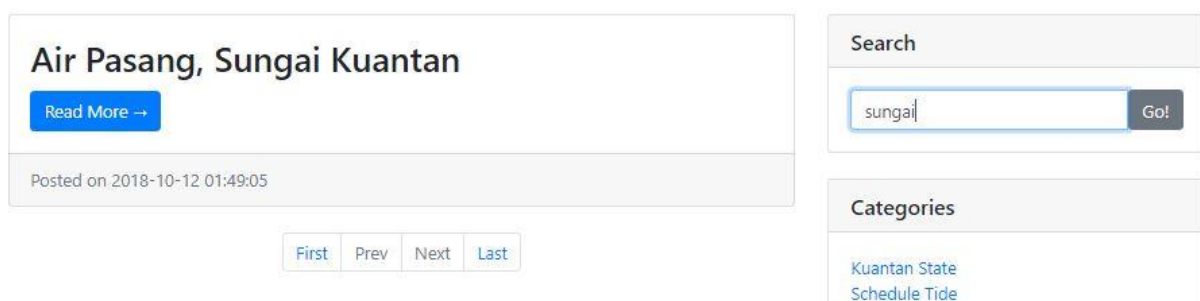 Air Pasang, Sungai Kuantan
Read More →
Posted on 2018-10-12 01:49:05
First Prev Next Last
Search
sungai
Go!
Categories
Kuantan State
Schedule Tide